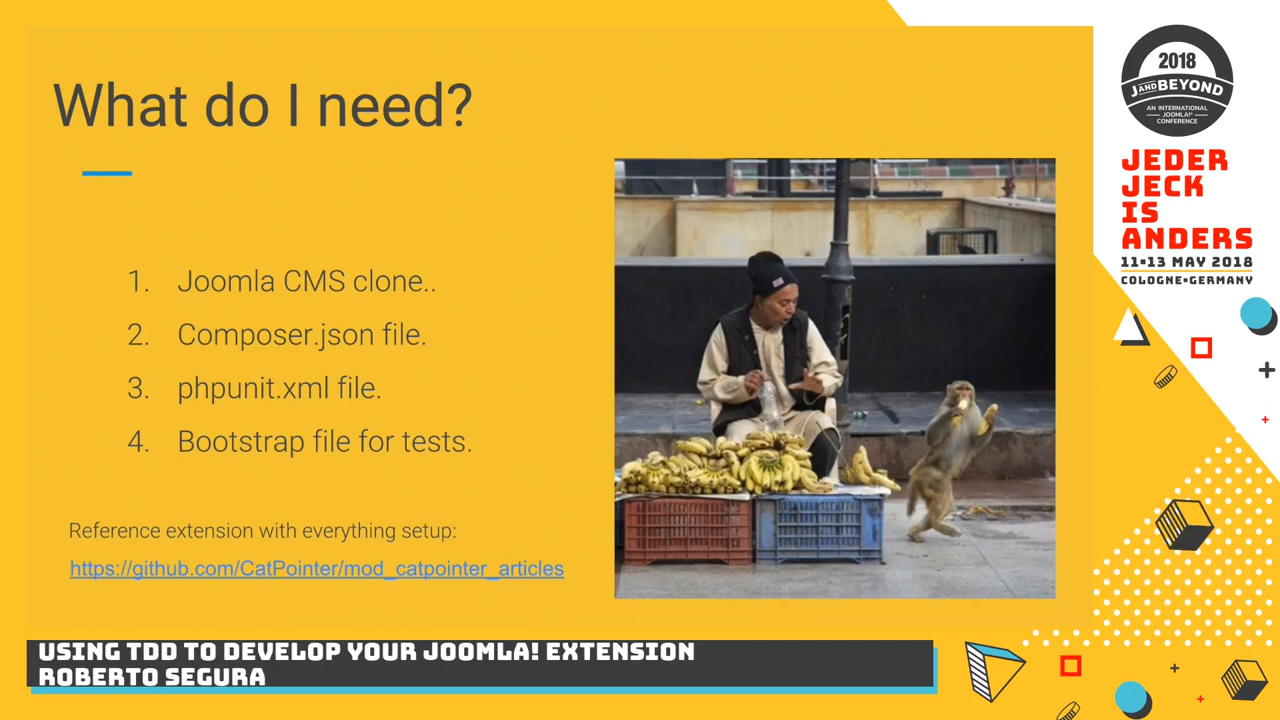 What do I need?
1. Joomla CMS clone..
2. Composer.json file.
3. phpunit.xml file.
4. Bootstrap file for tests.
Reference extension with everything setup:
https://github.com/CatPointer/mod_catpointer_articles
USING TDD TO DEVELOP YOUR JOOMLA! EXTENSION
ROBERTO SEGURA
2018
J AND BEYOND
AN INTERNATIONAL
JOOMLA!®
CONFERENCE
JEDER
JECK
IS
ANDERS
11-13 MAY 2018
COLOGNE•GERMANY